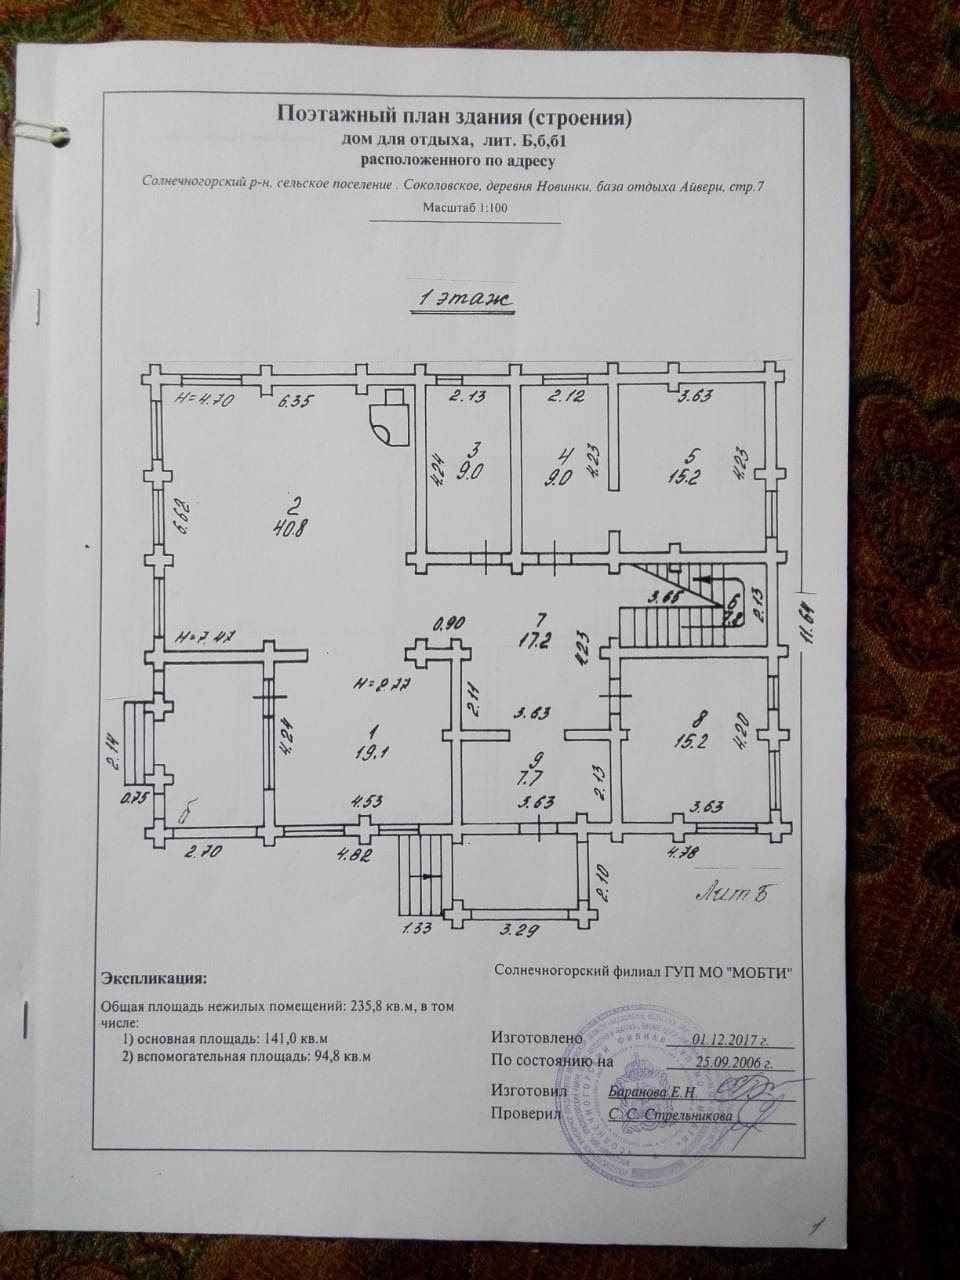 Поэтажный план здания (строения)
дом для отдыха, лит. Б,б,б1
расположенного по адресу
Солнечногорский р-н, сельское поселение . Соколовское, деревня Новинки, база отдыха Айвери, стр.7
Масштаб 1:100
1 этаж
H=4.70
6.35
2.13
2.12
3.63
4.24
3
9.0
4
9.0
4.23
5
15.2
4.23
6.62
2
40.8
3.65
6
7.2
2.13
11.64
H=7.47
0.90
7
17.2
4.23
H=2.77
2.11
3.63
2.14
4.24
1
19.1
8
15.2
4.20
9
7.7
2.13
0.75
б
4.53
3.63
3.63
2.70
4.82
4.78
2.10
Лит Б
1.33
3.29
Экспликация:
Солнечногорский филиал ГУП МО "МОБТИ"
Общая площадь нежилых помещений: 235,8 кв.м, в том
числе:
1) основная площадь: 141,0 кв.м
2) вспомогательная площадь: 94,8 кв.м
Изготовлено 01.12.2017 г.
По состоянию на 25.09.2006 г.
Изготовил Баранова Е.Н.
Проверил С. С. Стрельникова
1